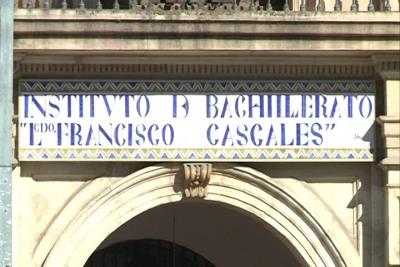 INSTITVTO D BACHILLERATO
"LCDO. FRANCISCO CASCALES"